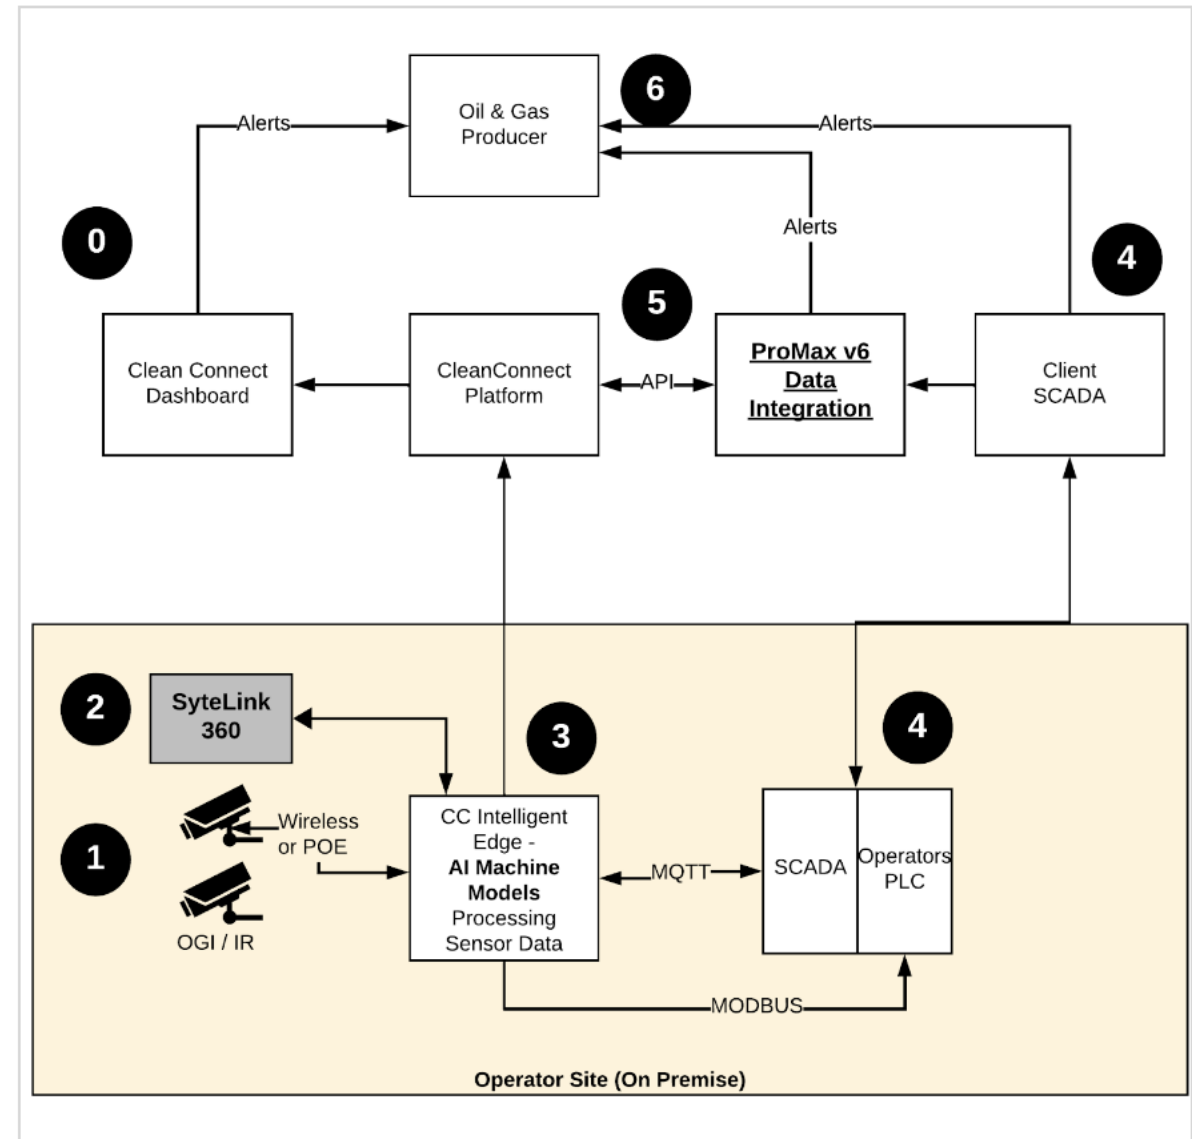 Oil & Gas
Producer
6
Alerts
Alerts
Alerts
0
4
5
Clean Connect
Dashboard
CleanConnect
Platform
API
ProMax v6
Data
Integration
Client
SCADA
2
SyteLink
360
3
4
1
Wireless
or POE
OGI / IR
CC Intelligent
Edge -
AI Machine
Models
Processing
Sensor Data
MQTT
SCADA
Operators
PLC
MODBUS
Operator Site (On Premise)